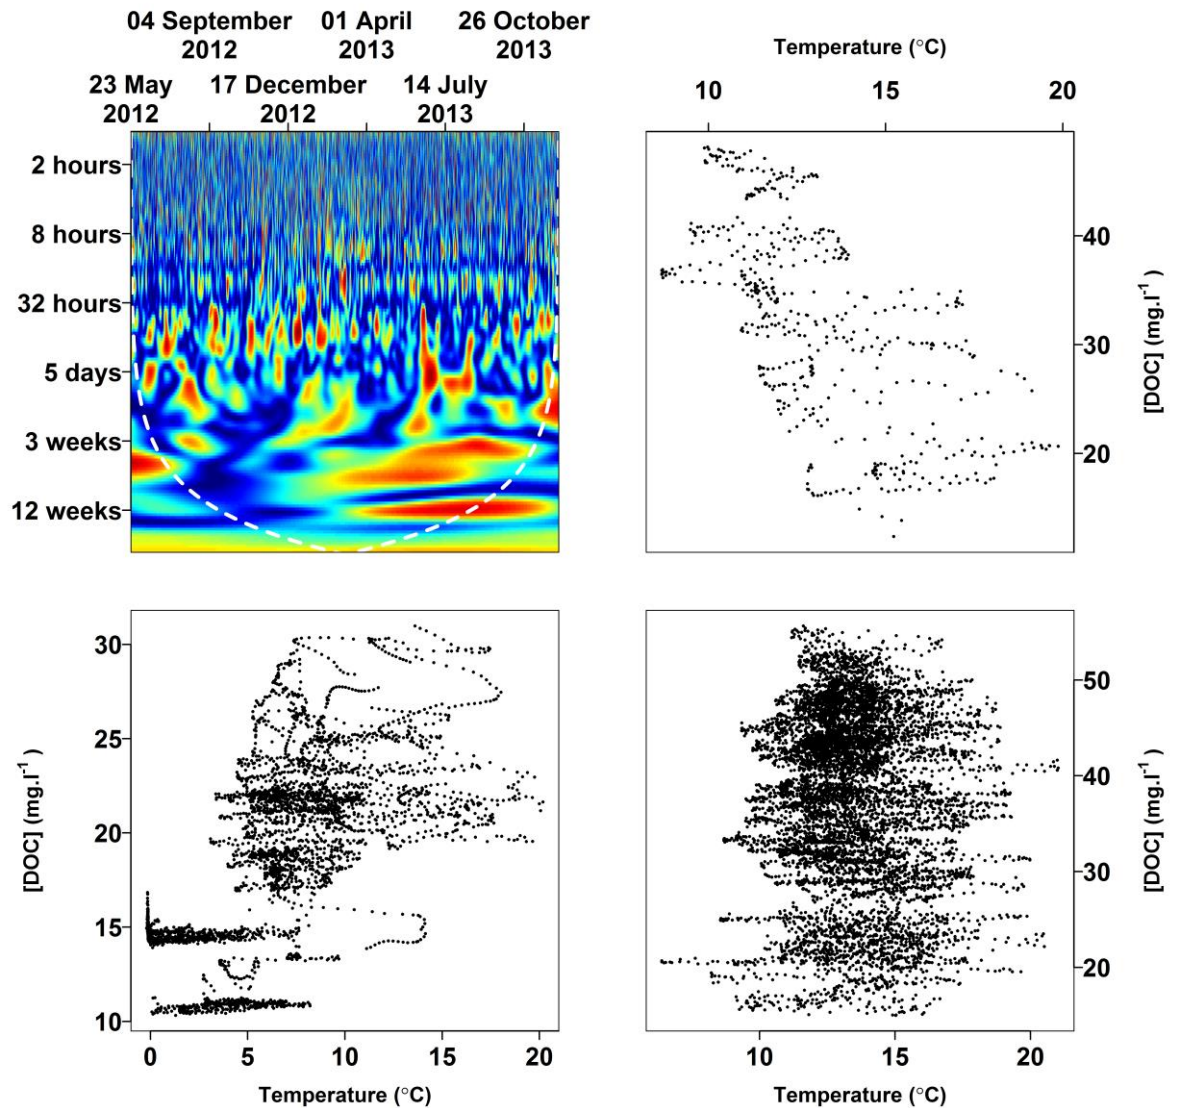 04 September 01 April 26 October
2012 2013 2013
23 May 17 December 14 July
2012 2012 2013
2 hours
8 hours
32 hours
5 days
3 weeks
12 weeks
Temperature (°C)
10 15 20
40
30
20
[DOC] (mg.l⁻¹ )
30
25
20
15
10
[DOC] (mg.l⁻¹ )
0 5 10 15 20
Temperature (°C)
50
40
30
20
[DOC] (mg.l⁻¹ )
10 15 20
Temperature (°C)